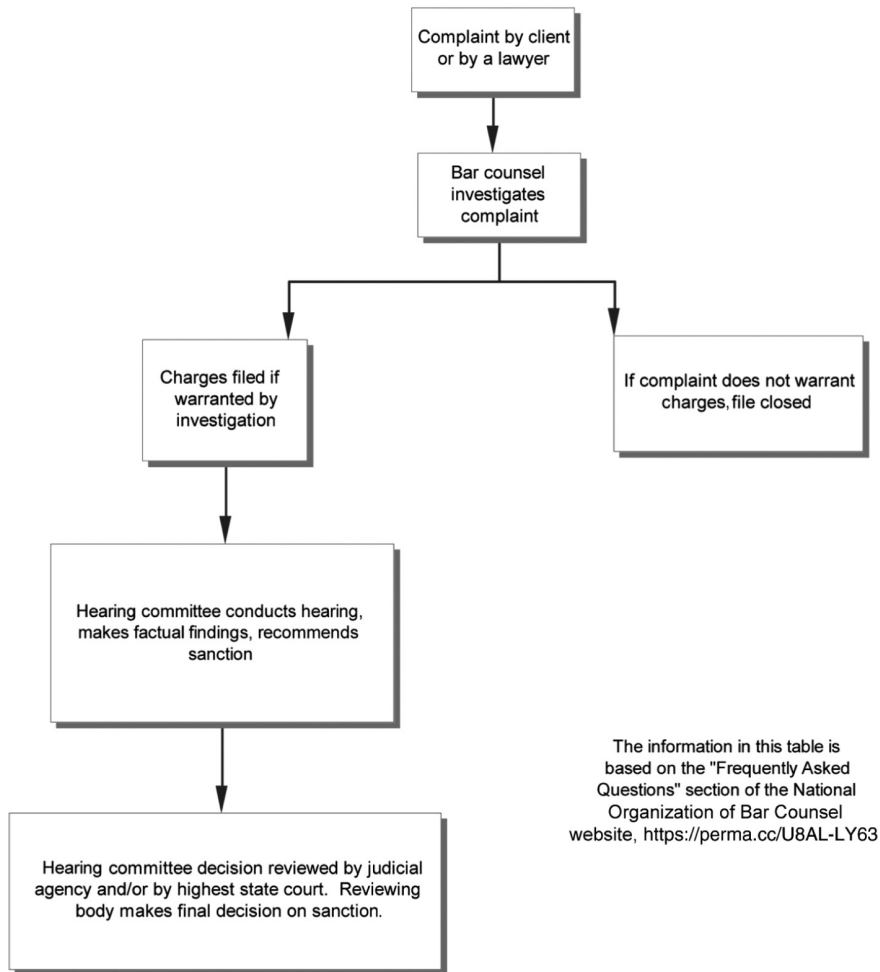 Complaint by client
or by a lawyer
Bar counsel
investigates
complaint
Charges filed if
warranted by
investigation
If complaint does not warrant
charges, file closed
Hearing committee conducts hearing,
makes factual findings, recommends
sanction
The information in this table is
based on the "Frequently Asked
Questions" section of the National
Organization of Bar Counsel
website, https://perma.cc/U8AL-LY63
Hearing committee decision reviewed by judicial
agency and/or by highest state court. Reviewing
body makes final decision on sanction.